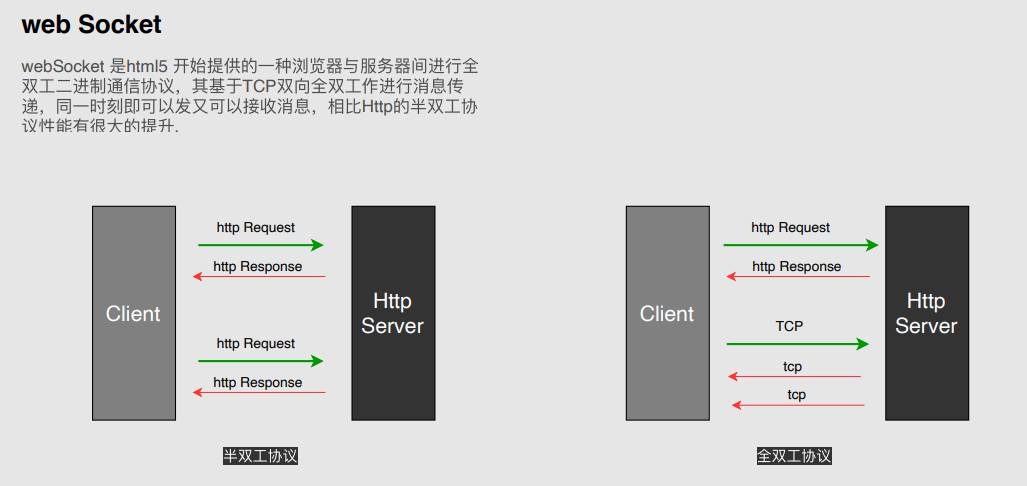 web Socket
webSocket 是html5 开始提供的一种浏览器与服务器间进行全
双工二进制通信协议，其基于TCP双向全双工作进行消息传
递，同一时刻即可以发又可以接收消息，相比Http的半双工协
议性能有很大的提升.
http Request
http Response
Client
Http
Server
http Request
http Response
半双工协议
http Request
http Response
Client
Http
Server
TCP
tcp
tcp
全双工协议